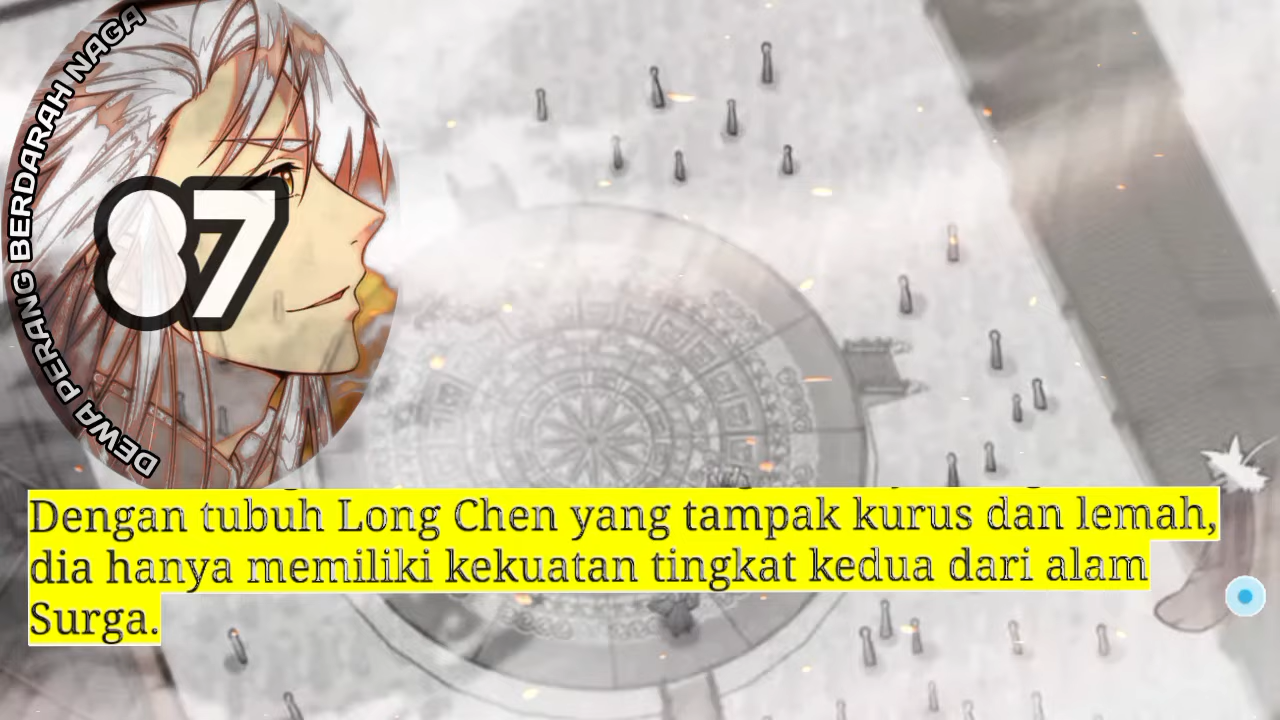 DEWA PERANG BERDARAH NAGA
87
Dengan tubuh Long Chen yang tampak kurus dan lemah,
dia hanya memiliki kekuatan tingkat kedua dari alam
Surga.